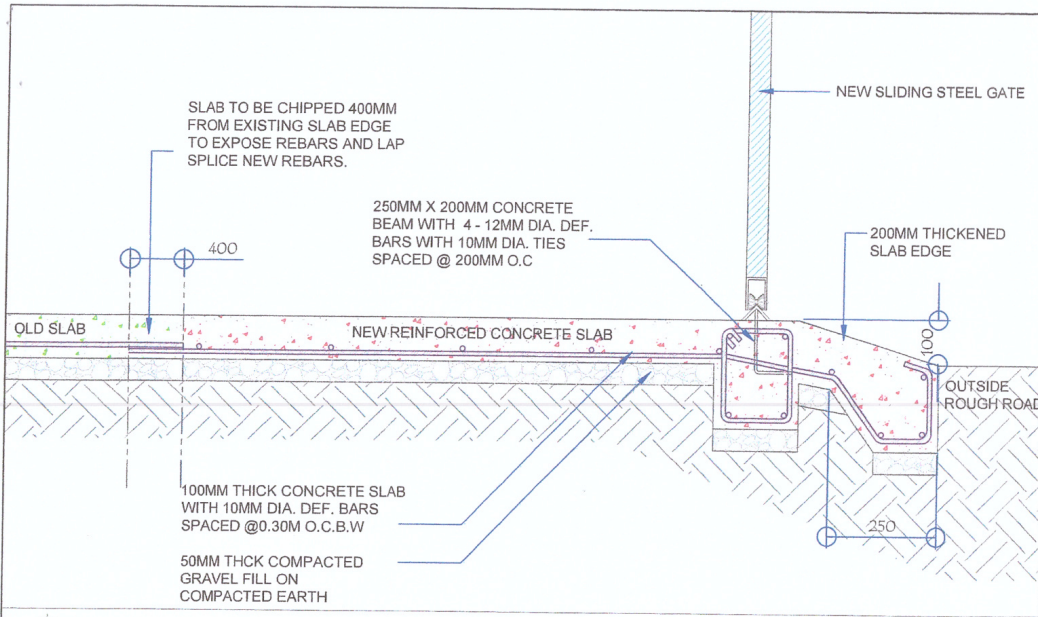 SLAB TO BE CHIPPED 400MM
FROM EXISTING SLAB EDGE
TO EXPOSE REBARS AND LAP
SPLICE NEW REBARS.
NEW SLIDING STEEL GATE
250MM X 200MM CONCRETE
BEAM WITH 4 - 12MM DIA. DEF.
BARS WITH 10MM DIA. TIES
SPACED @ 200MM O.C
200MM THICKENED
SLAB EDGE
400
OLD SLAB
NEW REINFORCED CONCRETE SLAB
100
OUTSIDE
ROUGH ROAD
100MM THICK CONCRETE SLAB
WITH 10MM DIA. DEF. BARS
SPACED @0.30M O.C.B.W
250
50MM THCK COMPACTED
GRAVEL FILL ON
COMPACTED EARTH